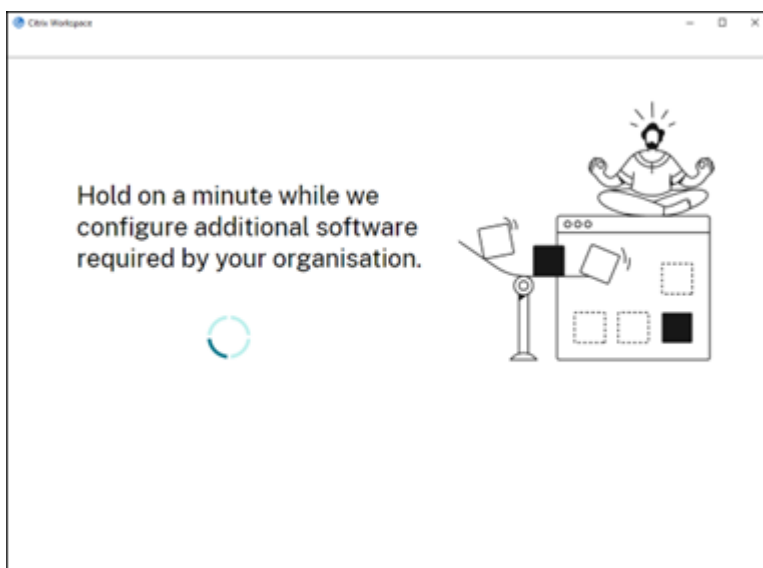 Citrix Workspace
Hold on a minute while we
configure additional software
required by your organisation.